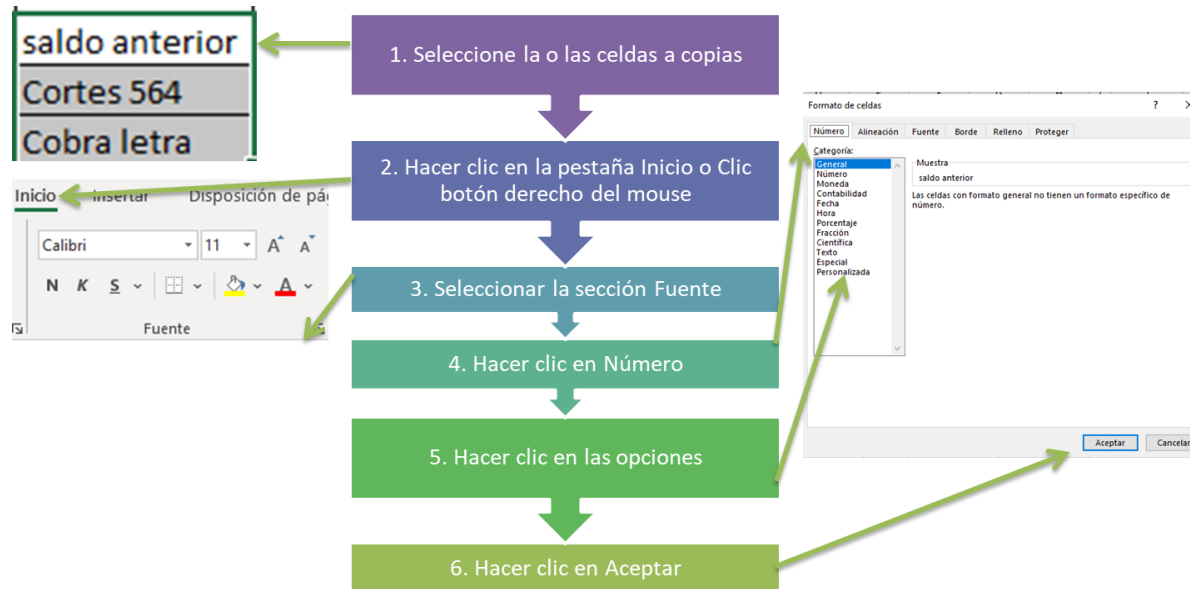 saldo anterior
Cortes 564
Cobra letra
Inicio Insertar Disposición de pá
Calibri 11 A A
N K S A
Fuente
1. Seleccione la o las celdas a copias
2. Hacer clic en la pestaña Inicio o Clic
botón derecho del mouse
3. Seleccionar la sección Fuente
4. Hacer clic en Número
5. Hacer clic en las opciones
6. Hacer clic en Aceptar
Formato de celdas ? X
Número Alineación Fuente Borde Relleno Proteger
Categoría:
General
Número
Moneda
Contabilidad
Fecha
Hora
Porcentaje
Fracción
Científica
Texto
Especial
Personalizada
Muestra
saldo anterior
Las celdas con formato general no tienen un formato específico de
número.
Aceptar Cancelar